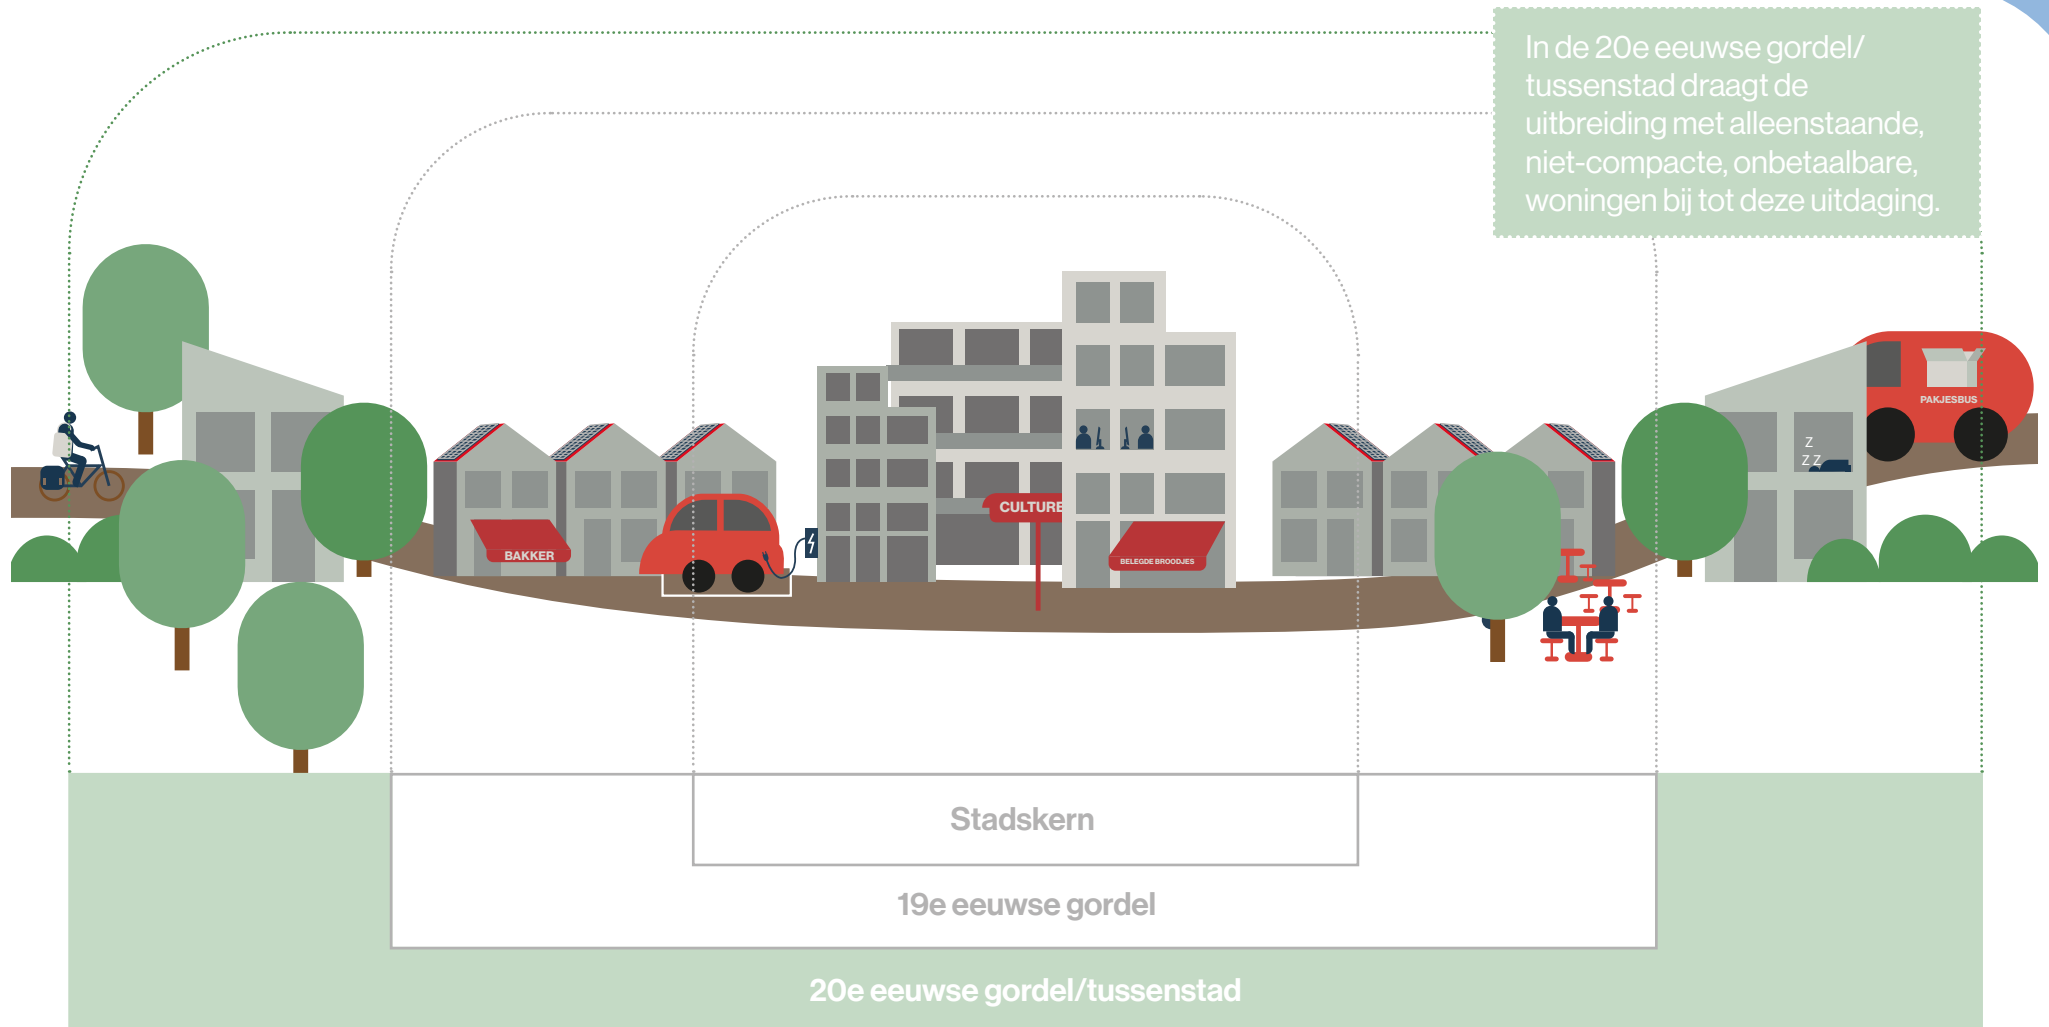 In de 20e eeuwse gordel/
tussenstad draagt de
uitbreiding met alleenstaande,
niet-compacte, onbetaalbare,
woningen bij tot deze uitdaging.
PAKJESBUS
Z
Z Z
CULTURE
BAKKER
BELEGDE BROODJES
Stadskern
19e eeuwse gordel
20e eeuwse gordel/tussenstad